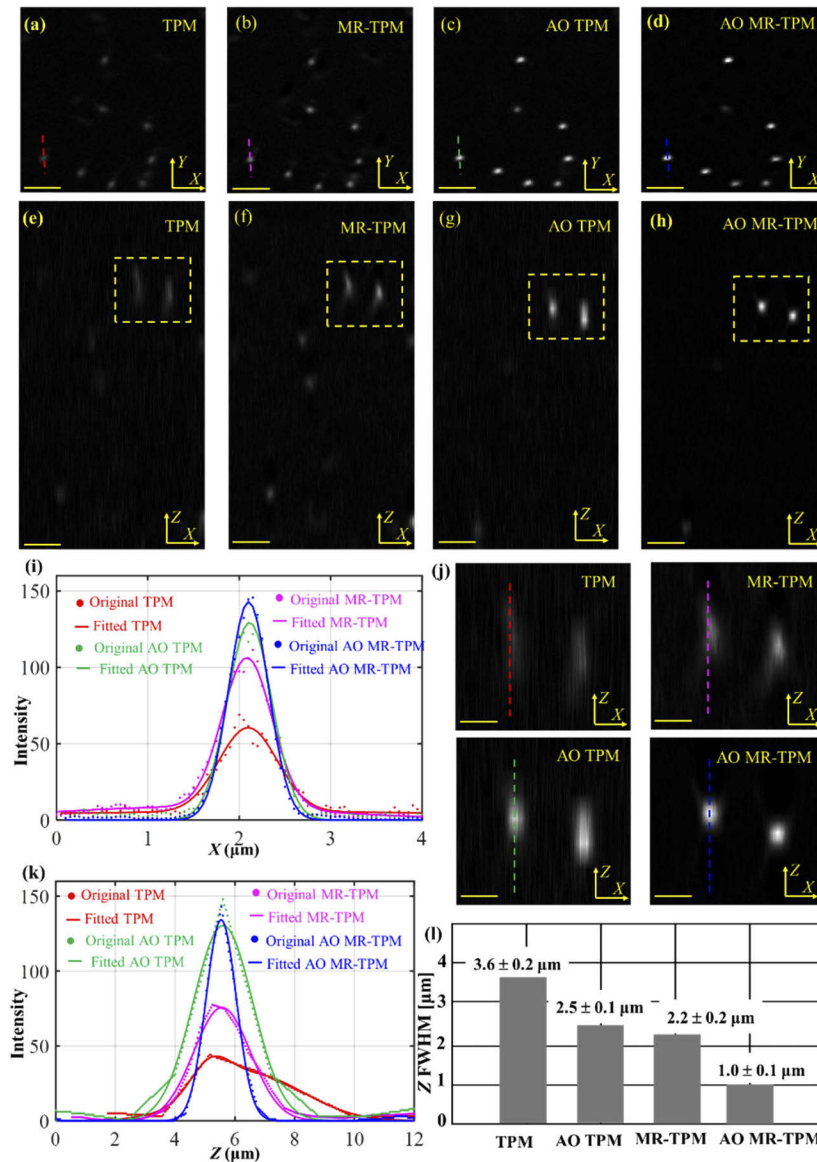 (a) TPM
Y
X
(b) MR-TPM
Y
X
(c) AO TPM
Y
X
(d) AO MR-TPM
Y
X
(e) TPM
Z
X
(f) MR-TPM
Z
X
(g) AO TPM
Z
X
(h) AO MR-TPM
Z
X
(i)
150
100
50
0
Intensity
Original TPM
Fitted TPM
Original AO TPM
Fitted AO TPM
Original MR-TPM
Fitted MR-TPM
Original AO MR-TPM
Fitted AO MR-TPM
0 1 2 3 4
X (μm)
(j)
TPM
Z
X
MR-TPM
Z
X
AO TPM
Z
X
AO MR-TPM
Z
X
(k)
150
100
50
0
Intensity
Original TPM
Fitted TPM
Original AO TPM
Fitted AO TPM
Original MR-TPM
Fitted MR-TPM
Original AO MR-TPM
Fitted AO MR-TPM
0 2 4 6 8 10 12
Z (μm)
(l)
Z FWHM [μm]
4
3
2
1
0
3.6 ± 0.2 μm
2.5 ± 0.1 μm
2.2 ± 0.2 μm
1.0 ± 0.1 μm
TPM AO TPM MR-TPM AO MR-TPM